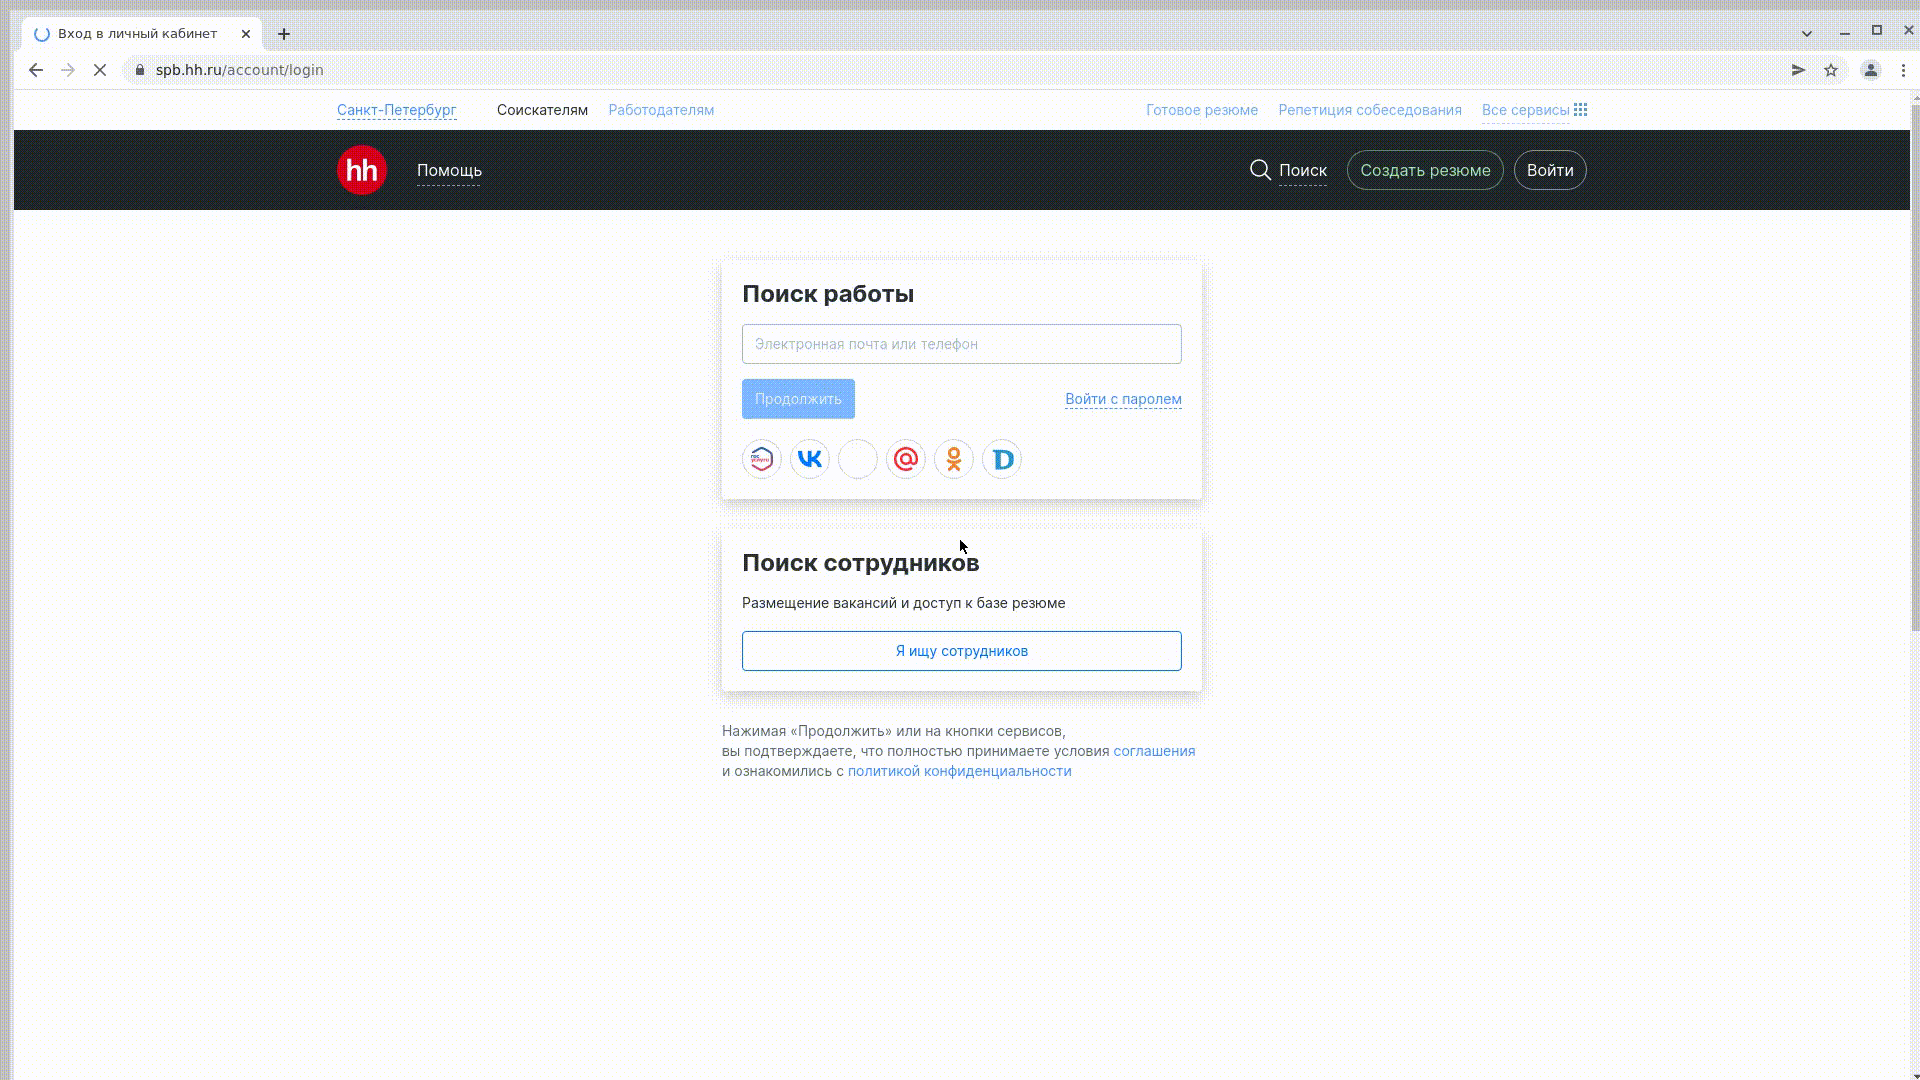 Вход в личный кабинет
spb.hh.ru/account/login
Санкт-Петербург Соискателям Работодателям Готовое резюме Репетиция собеседования Все сервисы
hh Помощь Поиск Создать резюме Войти
Поиск работы
Электронная почта или телефон
Продолжить Войти с паролем
гос услуги VK @ D
Поиск сотрудников
Размещение вакансий и доступ к базе резюме
Я ищу сотрудников
Нажимая «Продолжить» или на кнопки сервисов,
вы подтверждаете, что полностью принимаете условия соглашения
и ознакомились с политикой конфиденциальности